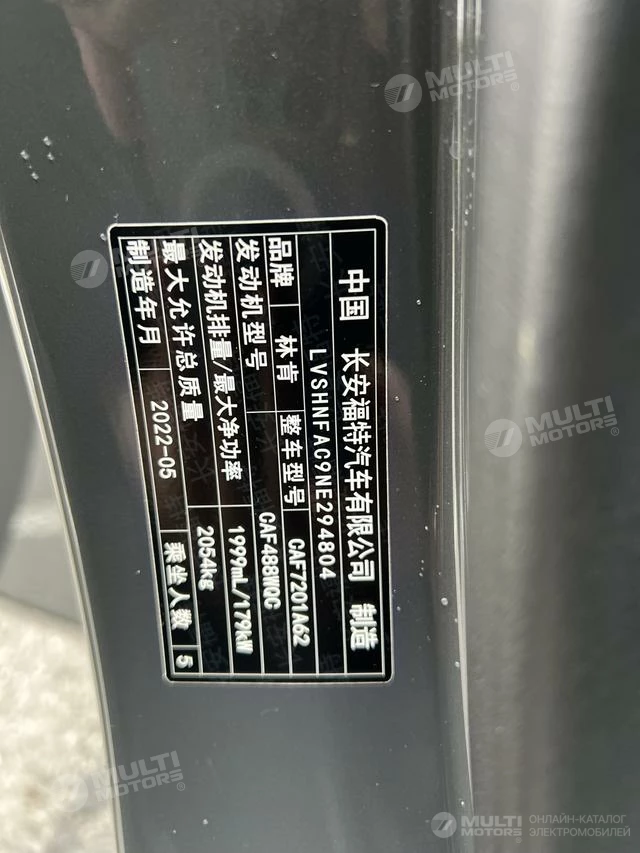 中国 长安福特汽车有限公司 制造
LVSHNFAC9NE294804
品牌 林肯 整车型号 CAF7201A62
发动机型号 CAF488WQC
发动机排量/最大净功率 1999mL/179kW
最大允许总质量 2054kg
制造年月 2022-05 乘坐人数 5
MULTI MOTORS®
MULTI MOTORS®
MULTI MOTORS®
MULTI MOTORS®
MULTI MOTORS®
ОНЛАЙН-КАТАЛОГ
ЭЛЕКТРОМОБИЛЕЙ